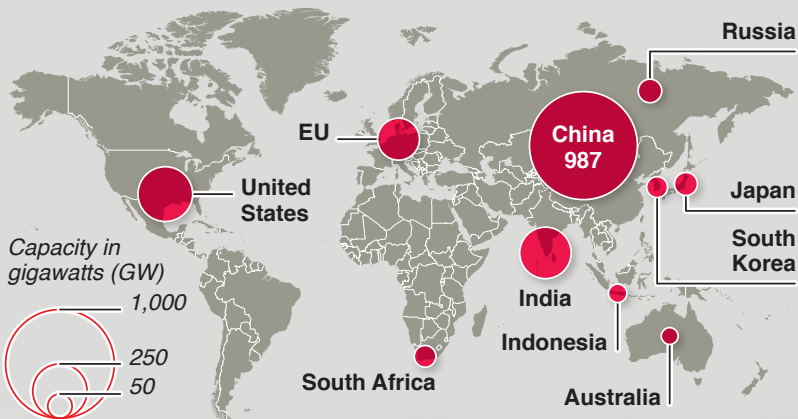 Russia
EU
China
987
United
States
Japan
South
Korea
Capacity in
gigawatts (GW)
1,000
250
50
India
Indonesia
South Africa
Australia